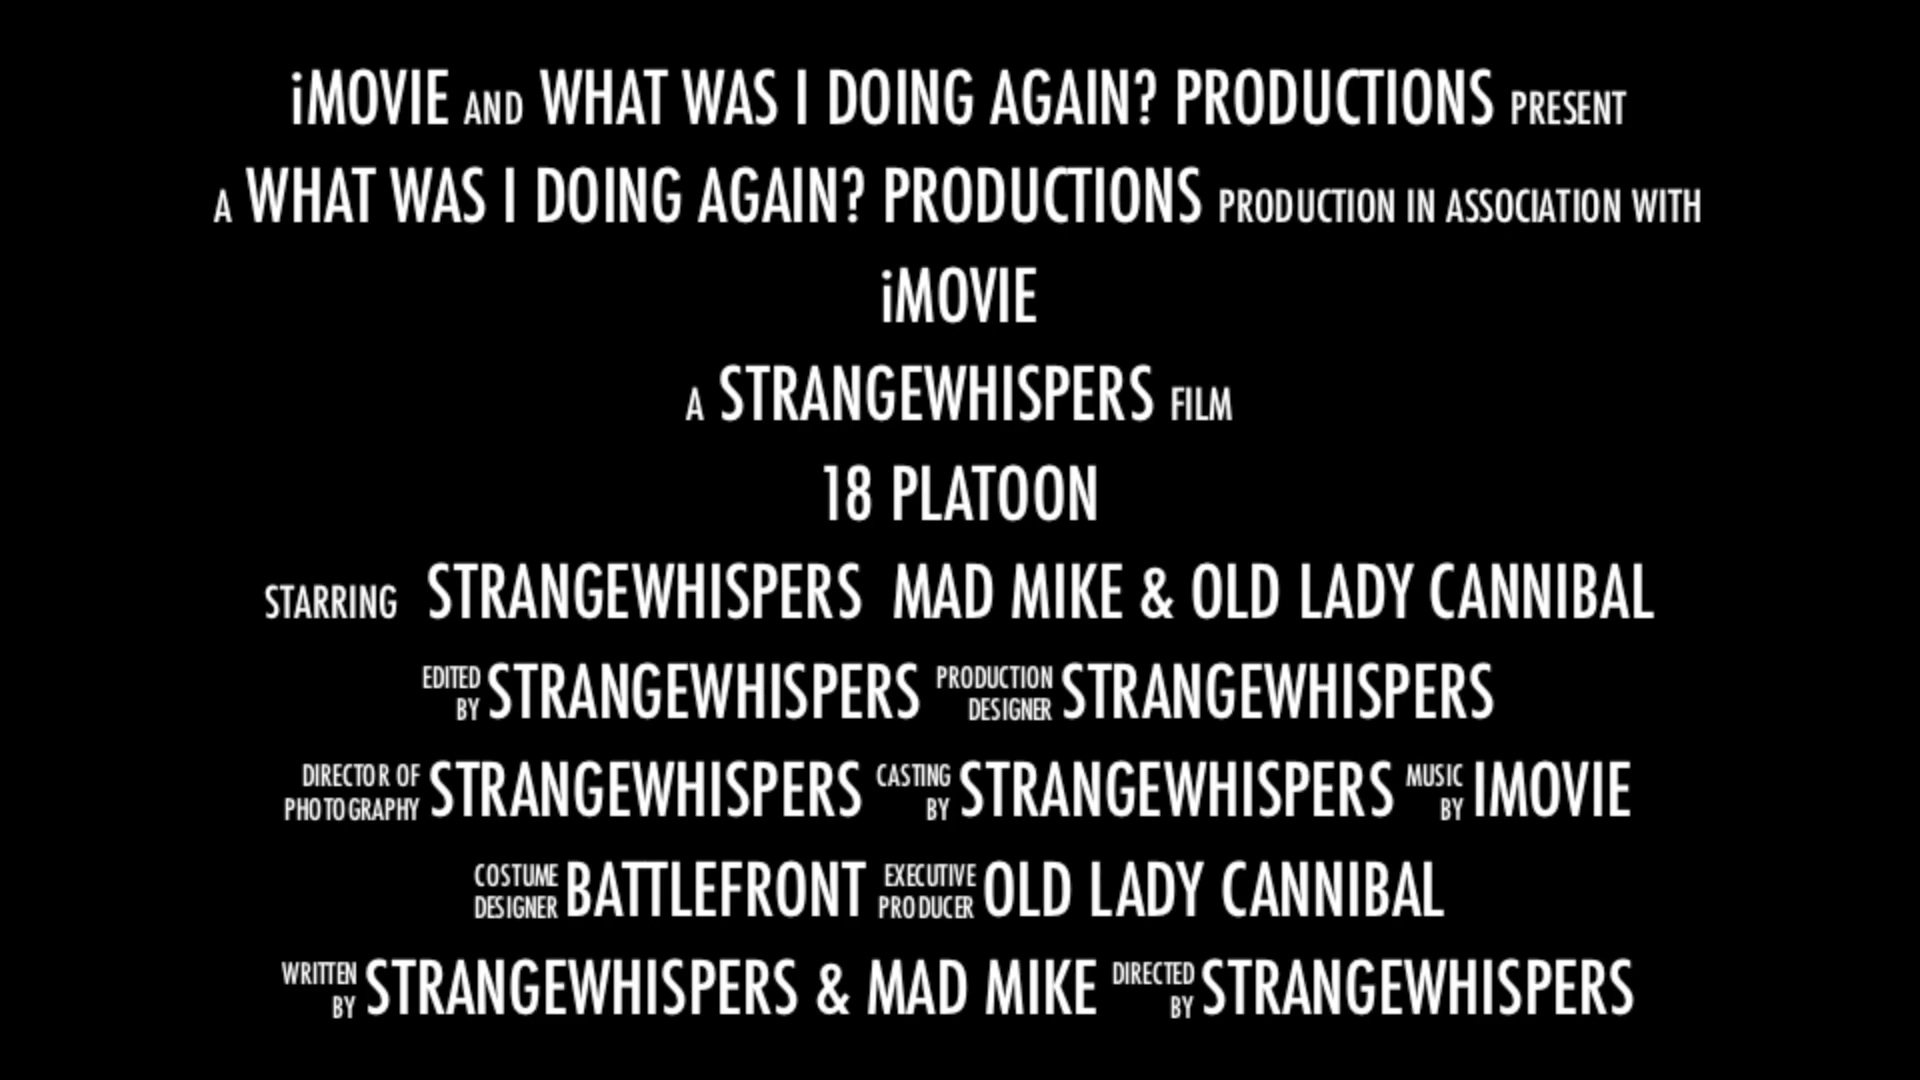 iMOVIE AND WHAT WAS I DOING AGAIN? PRODUCTIONS PRESENT
A WHAT WAS I DOING AGAIN? PRODUCTIONS PRODUCTION IN ASSOCIATION WITH
iMOVIE
A STRANGEWHISPERS FILM
18 PLATOON
STARRING STRANGEWHISPERS MAD MIKE & OLD LADY CANNIBAL
EDITED BY STRANGEWHISPERS PRODUCTION DESIGNER STRANGEWHISPERS
DIRECTOR OF PHOTOGRAPHY STRANGEWHISPERS CASTING BY STRANGEWHISPERS MUSIC BY IMOVIE
COSTUME DESIGNER BATTLEFRONT EXECUTIVE PRODUCER OLD LADY CANNIBAL
WRITTEN BY STRANGEWHISPERS & MAD MIKE DIRECTED BY STRANGEWHISPERS